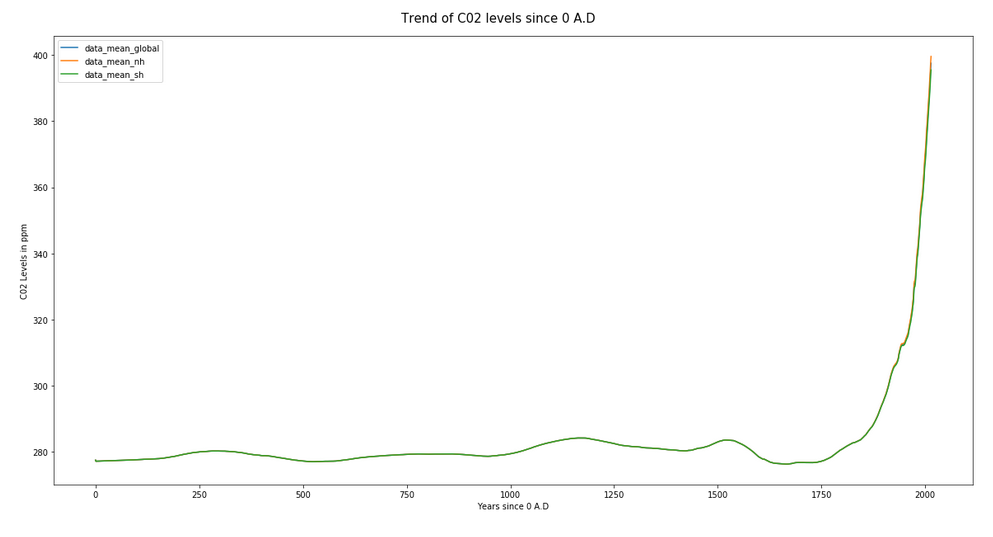 Trend of C02 levels since 0 A.D
data_mean_global
data_mean_nh
data_mean_sh
C02 Levels in ppm
400
380
360
340
320
300
280
0 250 500 750 1000 1250 1500 1750 2000
Years since 0 A.D